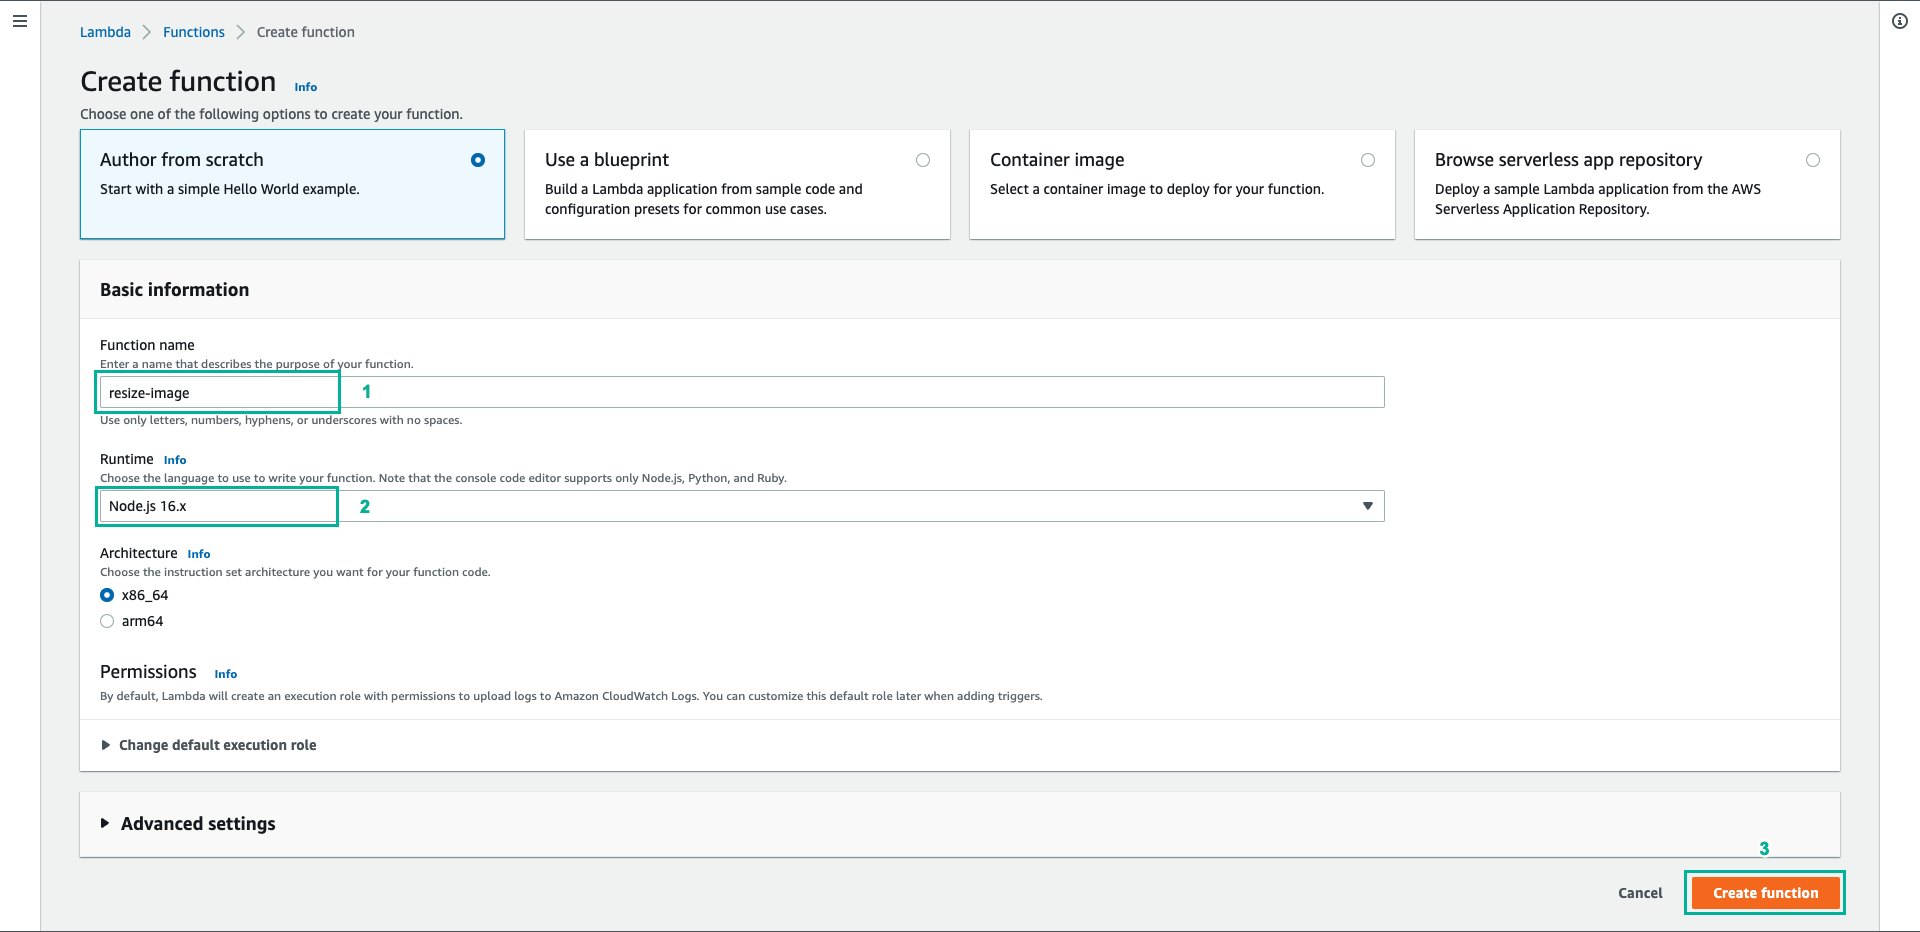 Lambda > Functions > Create function
Create function Info
Choose one of the following options to create your function.
Author from scratch
Start with a simple Hello World example.
Use a blueprint
Build a Lambda application from sample code and
configuration presets for common use cases.
Container image
Select a container image to deploy for your function.
Browse serverless app repository
Deploy a sample Lambda application from the AWS
Serverless Application Repository.
Basic information
Function name
Enter a name that describes the purpose of your function.
resize-image 1
Use only letters, numbers, hyphens, or underscores with no spaces.
Runtime Info
Choose the language to use to write your function. Note that the console code editor supports only Node.js, Python, and Ruby.
Node.js 16.x 2
Architecture Info
Choose the instruction set architecture you want for your function code.
x86_64
arm64
Permissions Info
By default, Lambda will create an execution role with permissions to upload logs to Amazon CloudWatch Logs. You can customize this default role later when adding triggers.
Change default execution role
Advanced settings
3
Cancel Create function